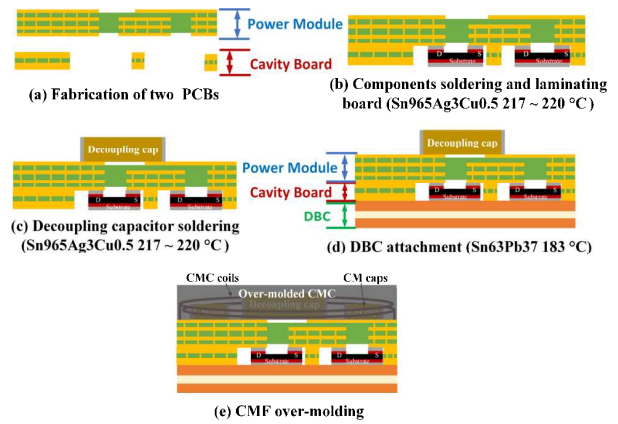 Power Module
Cavity Board
(a) Fabrication of two PCBs
D S D S
Substrate Substrate
(b) Components soldering and laminating
board (Sn965Ag3Cu0.5 217 ~ 220 °C)
Decoupling cap
D S D S
Substrate Substrate
(c) Decoupling capacitor soldering
(Sn965Ag3Cu0.5 217 ~ 220 °C)
Decoupling cap
Power Module
Cavity Board
DBC
D S D S
Substrate Substrate
(d) DBC attachment (Sn63Pb37 183 °C)
CMC coils
CM caps
Over-molded CMC
Decoupling cap
D S D S
Substrate Substrate
(e) CMF over-molding